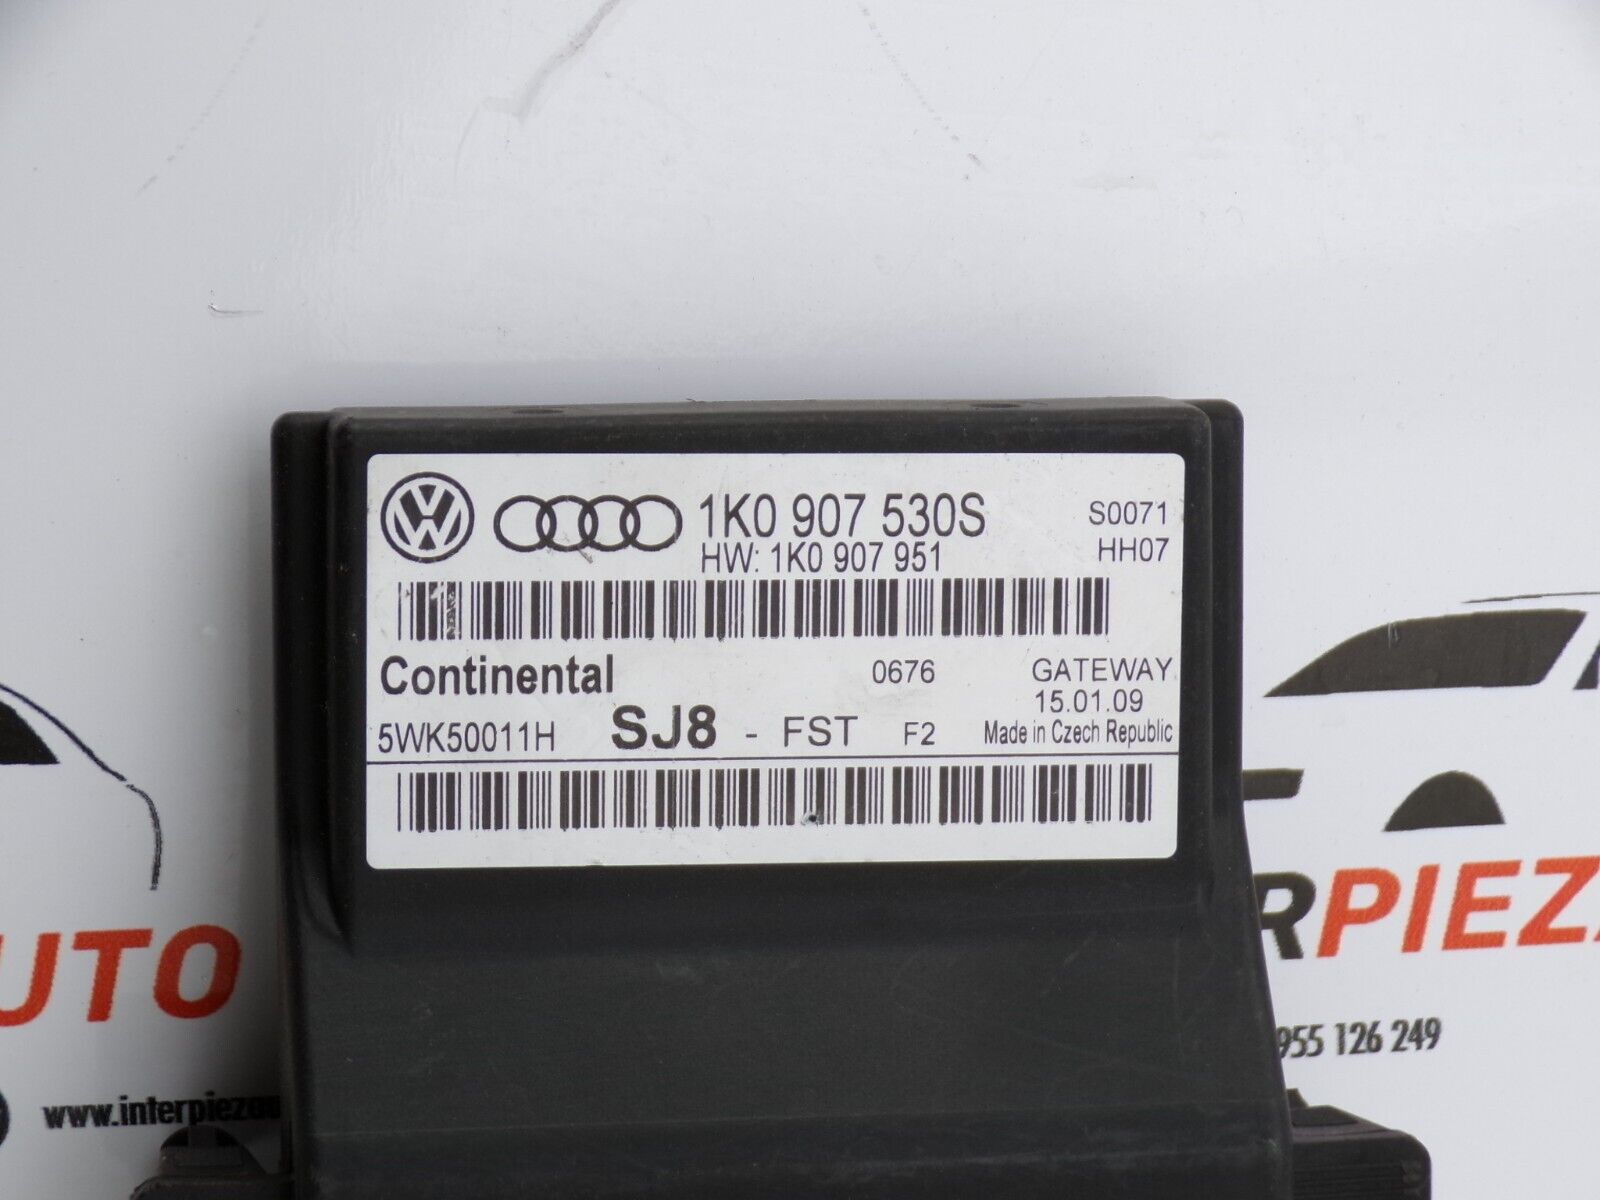 1K0 907 530S S0071
HW: 1K0 907 951 HH07
Continental 0676 GATEWAY
15.01.09
5WK50011H SJ8 - FST F2 Made in Czech Republic
UTO
RPIEZ
955 126 249
www.interpieza